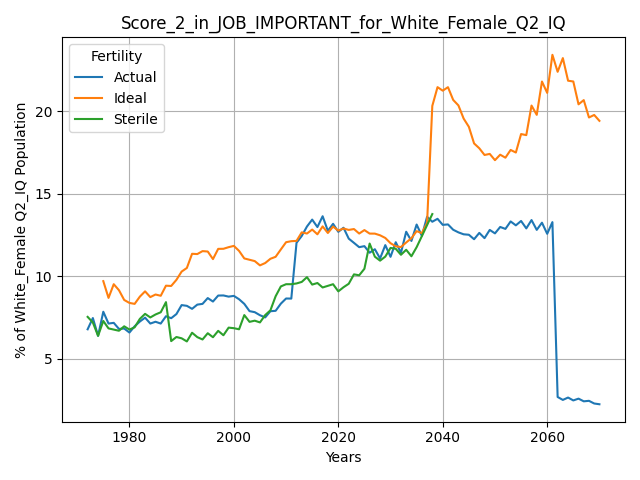 Score_2_in_JOB_IMPORTANT_for_White_Female_Q2_IQ
Fertility
Actual
Ideal
Sterile
% of White_Female Q2_IQ Population
20
15
10
5
1980 2000 2020 2040 2060
Years